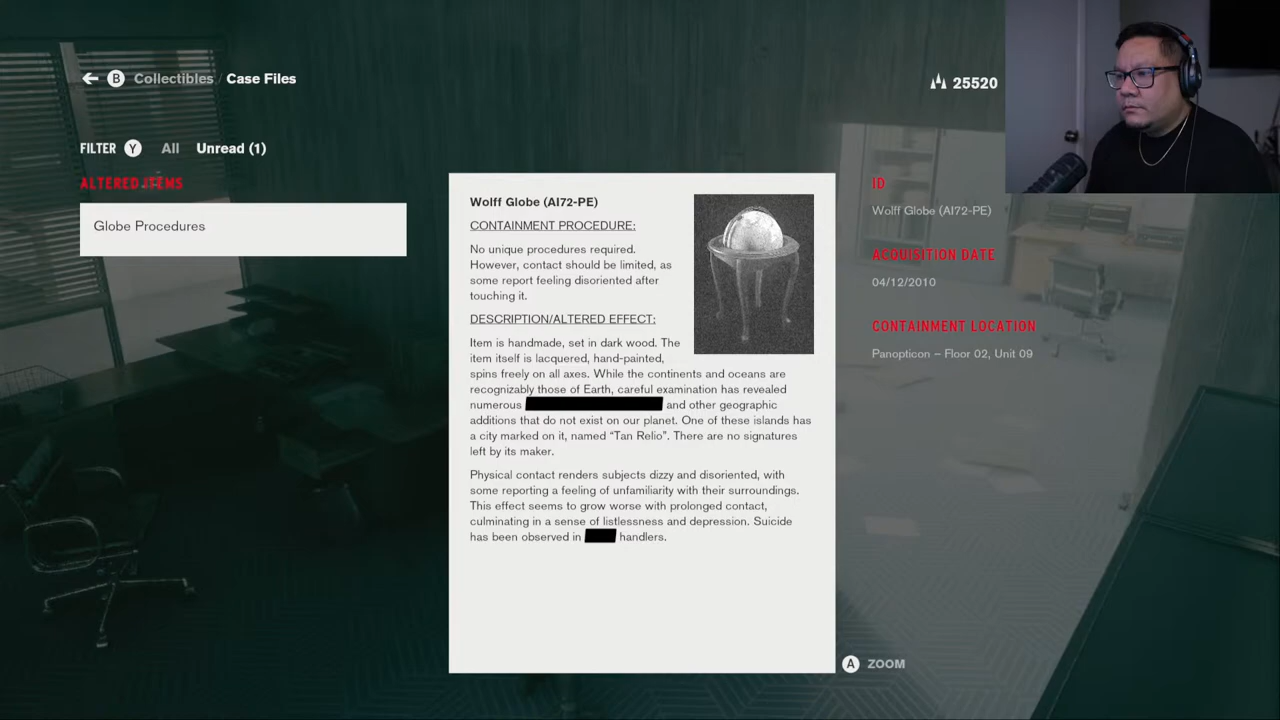 B Collectibles / Case Files
25520
FILTER Y All Unread (1)
ALTERED ITEMS
Globe Procedures
Wolff Globe (AI72-PE)
CONTAINMENT PROCEDURE:
No unique procedures required.
However, contact should be limited, as
some report feeling disoriented after
touching it.
DESCRIPTION/ALTERED EFFECT:
Item is handmade, set in dark wood. The
item itself is lacquered, hand-painted,
spins freely on all axes. While the continents and oceans are
recognizably those of Earth, careful examination has revealed
numerous and other geographic
additions that do not exist on our planet. One of these islands has
a city marked on it, named “Tan Relio”. There are no signatures
left by its maker.
Physical contact renders subjects dizzy and disoriented, with
some reporting a feeling of unfamiliarity with their surroundings.
This effect seems to grow worse with prolonged contact,
culminating in a sense of listlessness and depression. Suicide
has been observed in handlers.
ID
Wolff Globe (AI72-PE)
ACQUISITION DATE
04/12/2010
CONTAINMENT LOCATION
Panopticon – Floor 02, Unit 09
A ZOOM